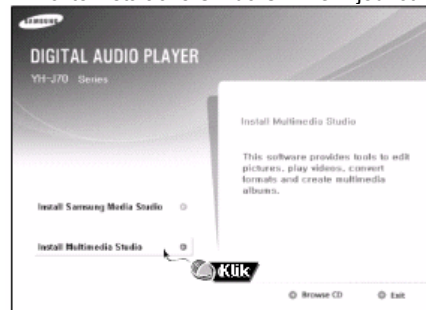 SAMSUNG
DIGITAL AUDIO PLAYER
YH-J70 Series
Install Multimedia Studio
This software provides tools to edit
pictures, play videos, convert
formats and create multimedia
albums.
Install Samsung Media Studio
Install Multimedia Studio
Klik
Browse CD
Exit